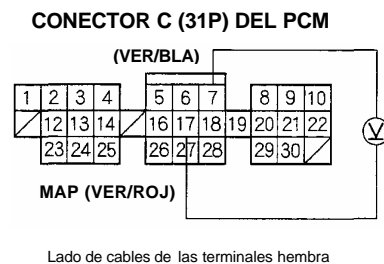 CONECTOR C (31P) DEL PCM
(VER/BLA)
1 2 3 4 5 6 7 8 9 10
12 13 14 16 17 18 19 20 21 22
23 24 25 26 27 28 29 30
V
MAP (VER/ROJ)
Lado de cables de las terminales hembra